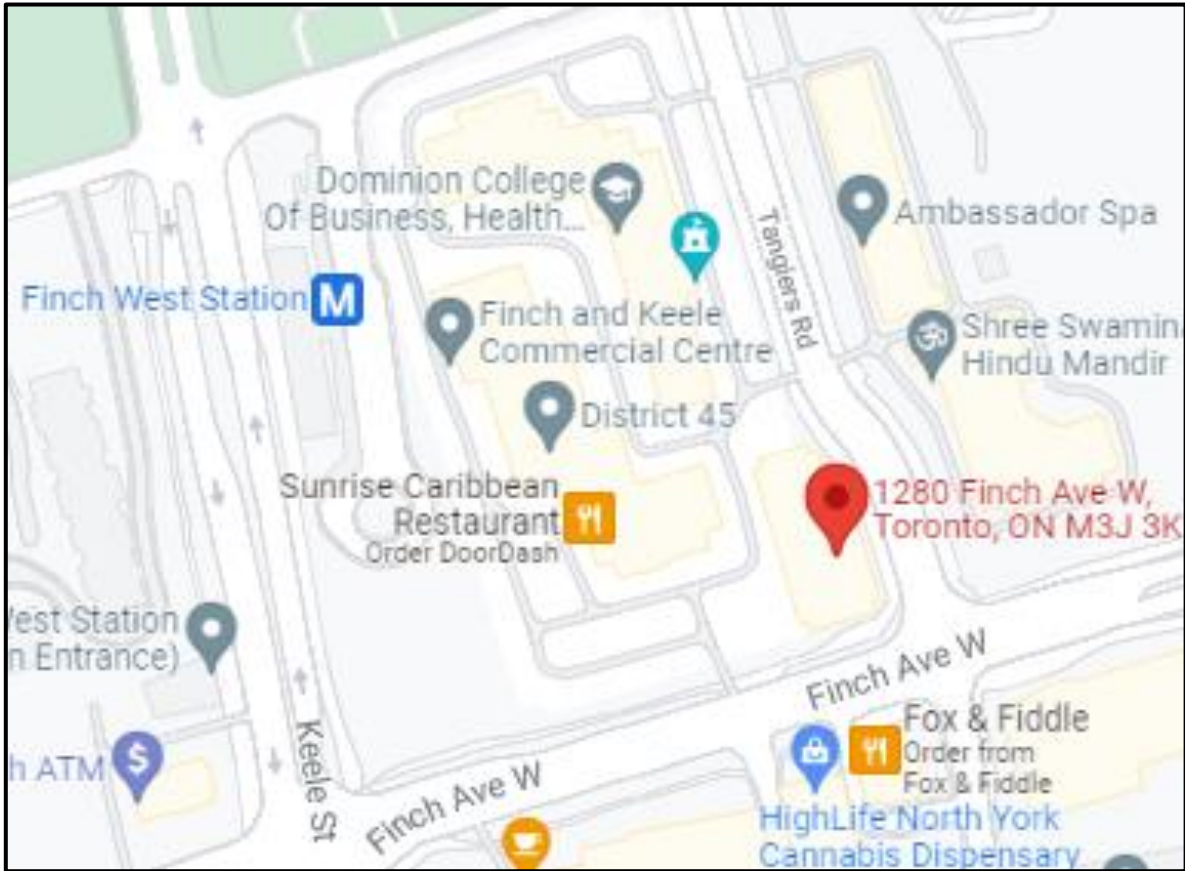 Dominion College
Of Business, Health...
Ambassador Spa
Tangiers Rd
Finch West Station M
Finch and Keele
Commercial Centre
Shree Swamin
Hindu Mandir
District 45
Sunrise Caribbean
Restaurant
Order DoorDash
1280 Finch Ave W,
Toronto, ON M3J 3K
est Station
n Entrance)
Finch Ave W
Keele St
h ATM $
Fox & Fiddle
Order from
Fox & Fiddle
Finch Ave W
HighLife North York
Cannabis Dispensary